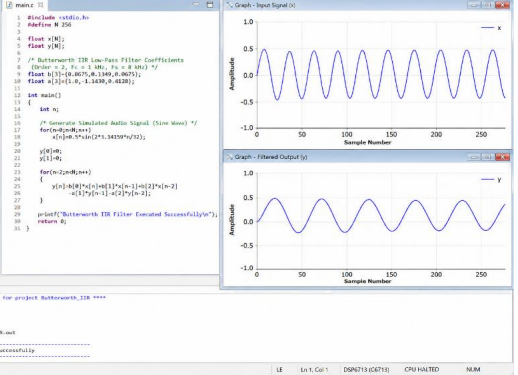 main.c
1 #include <stdio.h>
2 #define N 256
3
4 float x[N];
5 float y[N];
6
7 /* Butterworth IIR Low-Pass Filter Coefficients
8 (Order = 2, Fc = 1 kHz, Fs = 8 kHz) */
9 float b[3]={0.0675,0.1349,0.0675};
10 float a[3]={1.0,-1.1430,0.4128};
11
12 int main()
13 {
14 int n;
15
16 /* Generate Simulated Audio Signal (Sine Wave) */
17 for(n=0;n<N;n++)
18 x[n]=0.5*sin(2*3.14159*n/32);
19
20 y[0]=0;
21 y[1]=0;
22
23 for(n=2;n<N;n++)
24 {
25 y[n]=b[0]*x[n]+b[1]*x[n-1]+b[2]*x[n-2]
26 -a[1]*y[n-1]-a[2]*y[n-2];
27 }
28
29 printf("Butterworth IIR Filter Executed Successfully\n");
30 return 0;
31 }
Graph - Input Signal (x)
x
1.0
0.5
0.0
-0.5
-1.0
Amplitude
0 50 100 150 200 250
Sample Number
Graph - Filtered Output (y)
y
1.0
0.5
0.0
-0.5
-1.0
Amplitude
0 50 100 150 200 250
Sample Number
for project Butterworth_IIR ****
.out
uccessfully
LE Ln 1, Col 1 DSP6713 (C6713) CPU HALTED NUM